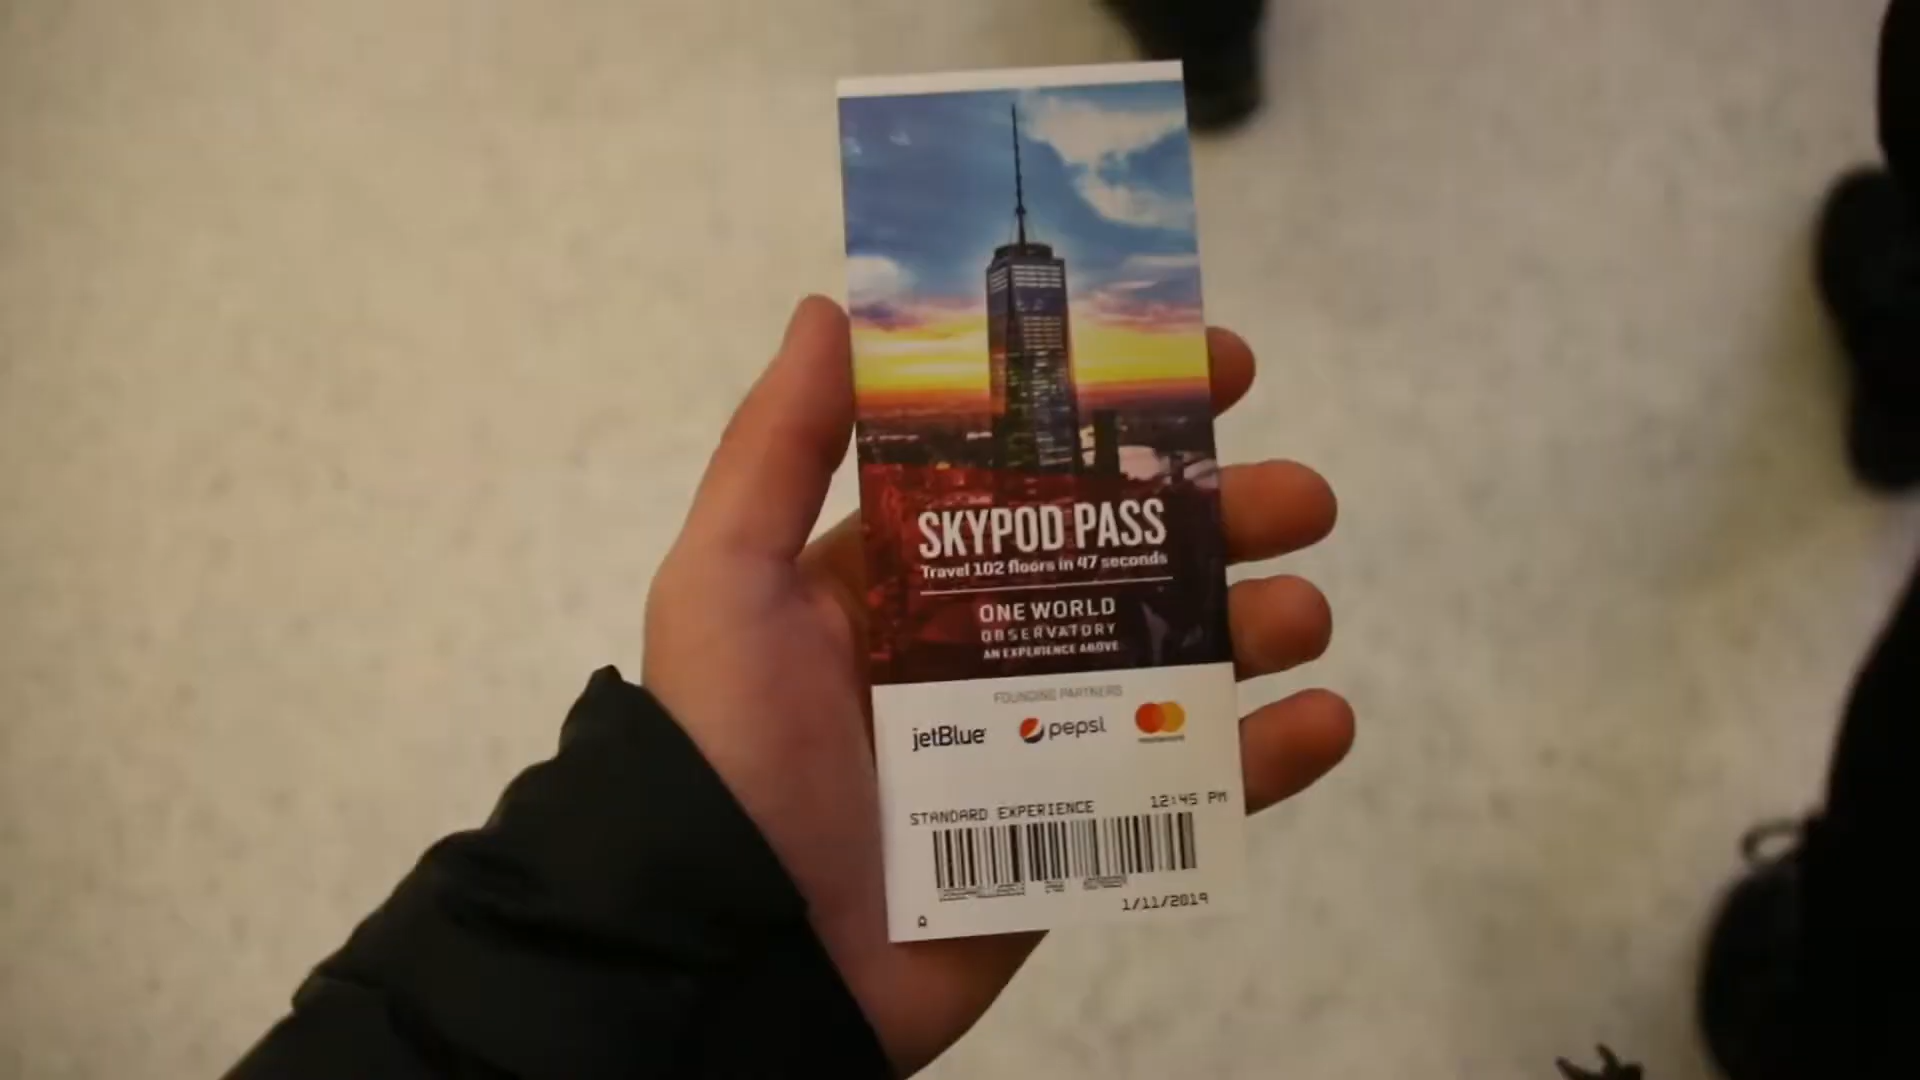 SKYPOD PASS
Travel 102 floors in 47 seconds
ONE WORLD
OBSERVATORY
AN EXPERIENCE ABOVE
FOUNDING PARTNERS
jetBlue pepsi mastercard
STANDARD EXPERIENCE 12:45 PM
1/11/2019
A